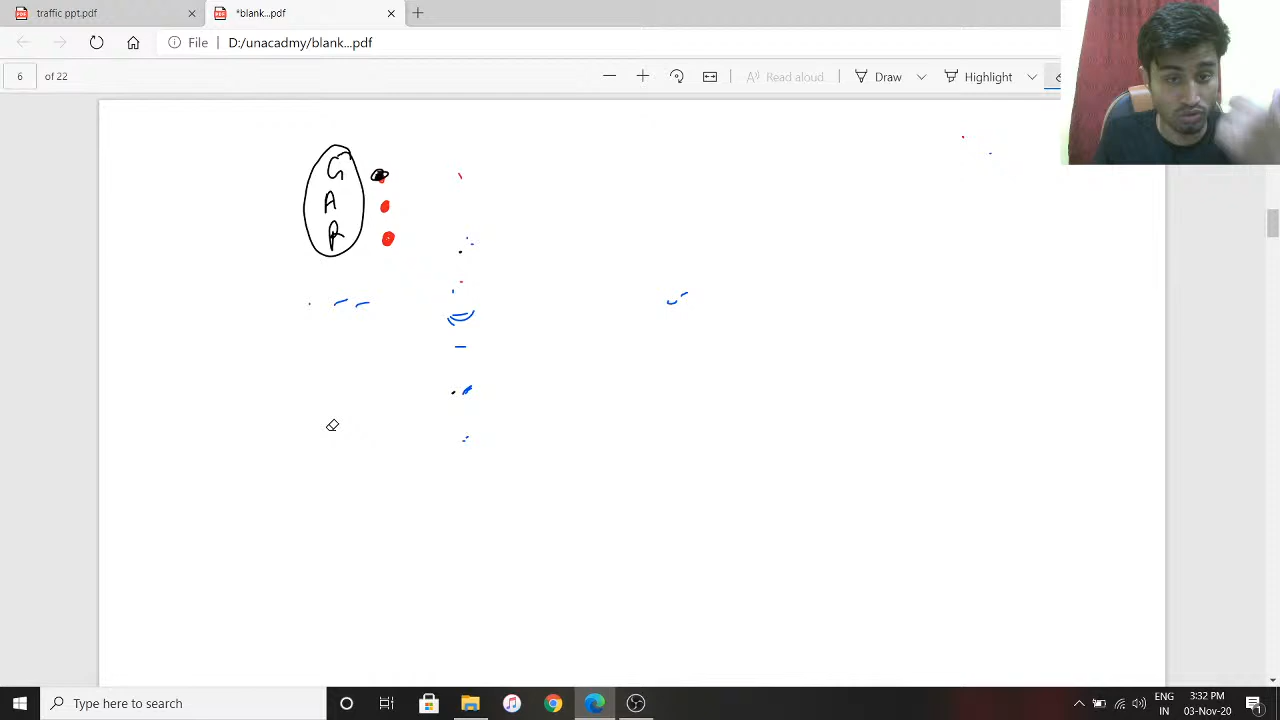 traffic ppt.pdf
*blank...pdf
File
D:/unacadmy/blank...pdf
6
of 22
Read aloud
Draw
Highlight
G
A
R
Type here to search
ENG
IN
3:32 PM
03-Nov-20